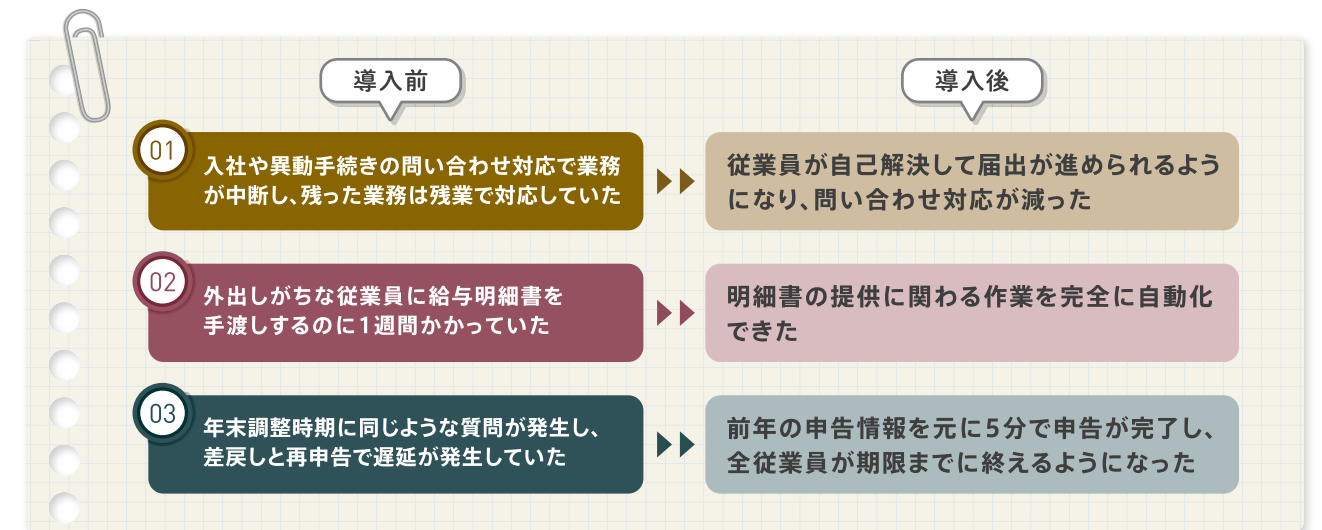 導入前
導入後
01
入社や異動手続きの問い合わせ対応で業務
が中断し、残った業務は残業で対応していた
従業員が自己解決して届出が進められるよう
になり、問い合わせ対応が減った
02
外出しがちな従業員に給与明細書を
手渡しするのに1週間かかっていた
明細書の提供に関わる作業を完全に自動化
できた
03
年末調整時期に同じような質問が発生し、
差戻しと再申告で遅延が発生していた
前年の申告情報を元に5分で申告が完了し、
全従業員が期限までに終えるようになった